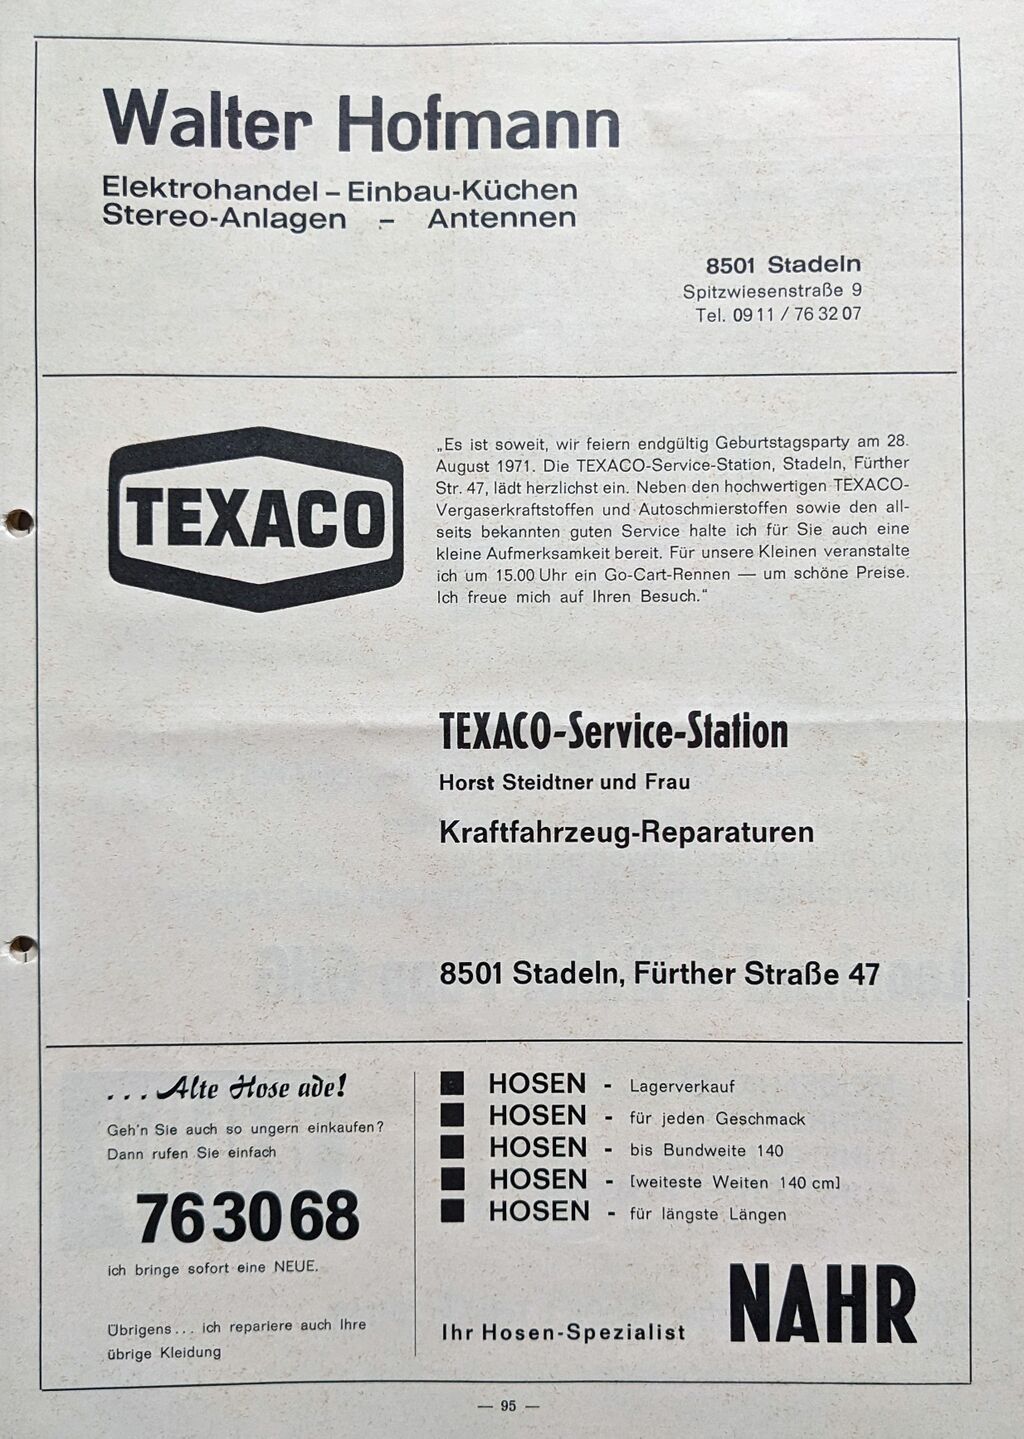 Walter Hofmann
Elektrohandel – Einbau-Küchen
Stereo-Anlagen – Antennen
8501 Stadeln
Spitzwiesenstraße 9
Tel. 09 11 / 76 32 07
TEXACO
„Es ist soweit, wir feiern endgültig Geburtstagsparty am 28.
August 1971. Die TEXACO-Service-Station, Stadeln, Fürther
Str. 47, lädt herzlichst ein. Neben den hochwertigen TEXACO-
Vergaserkraftstoffen und Autoschmierstoffen sowie den all-
seits bekannten guten Service halte ich für Sie auch eine
kleine Aufmerksamkeit bereit. Für unsere Kleinen veranstalte
ich um 15.00 Uhr ein Go-Cart-Rennen — um schöne Preise.
Ich freue mich auf Ihren Besuch.“
TEXACO-Service-Station
Horst Steidtner und Frau
Kraftfahrzeug-Reparaturen
8501 Stadeln, Fürther Straße 47
. . . Alte Hose ade!
Geh'n Sie auch so ungern einkaufen?
Dann rufen Sie einfach
76 30 68
ich bringe sofort eine NEUE.
Übrigens . . . ich repariere auch Ihre
übrige Kleidung
■ HOSEN - Lagerverkauf
■ HOSEN - für jeden Geschmack
■ HOSEN - bis Bundweite 140
■ HOSEN - [weiteste Weiten 140 cm]
■ HOSEN - für längste Längen
Ihr Hosen-Spezialist NAHR
— 95 —